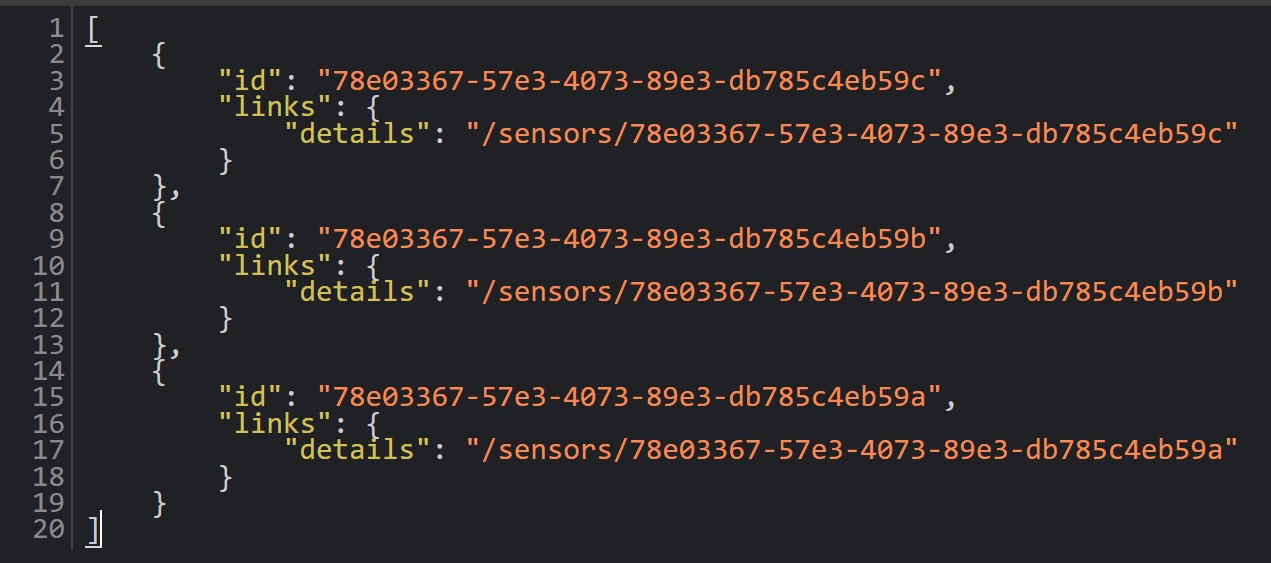 1 [
2     {
3         "id": "78e03367-57e3-4073-89e3-db785c4eb59c",
4         "links": {
5             "details": "/sensors/78e03367-57e3-4073-89e3-db785c4eb59c"
6         }
7     },
8     {
9         "id": "78e03367-57e3-4073-89e3-db785c4eb59b",
10         "links": {
11             "details": "/sensors/78e03367-57e3-4073-89e3-db785c4eb59b"
12         }
13     },
14     {
15         "id": "78e03367-57e3-4073-89e3-db785c4eb59a",
16         "links": {
17             "details": "/sensors/78e03367-57e3-4073-89e3-db785c4eb59a"
18         }
19     }
20 ]